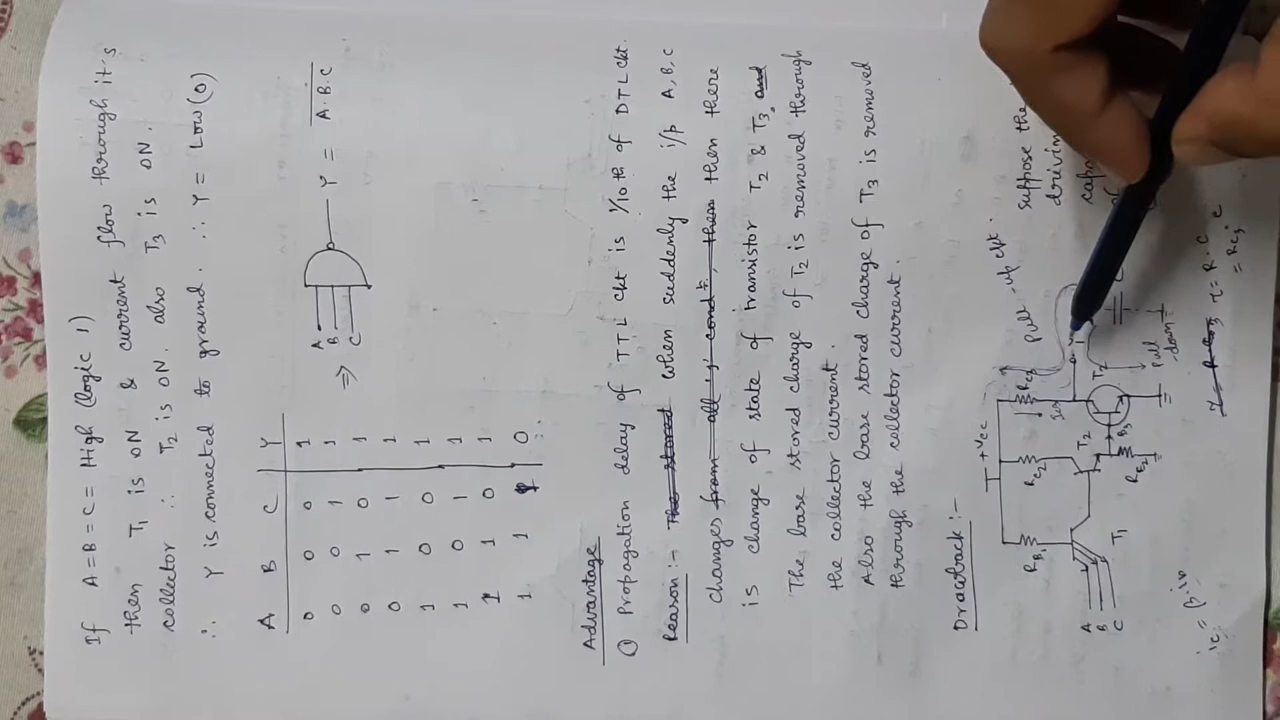 If A=B=C= High (logic 1)
then T1 is ON & current flow through it's
collector ∴ T2 is ON. also T3 is ON.
∴ Y is connected to ground. ∴ Y = Low(0)
A B C Y
0 0 0 1
0 0 1 1
0 1 0 1
0 1 1 1
1 0 0 1
1 0 1 1
1 1 0 1
1 1 1 0
⇒ A B C Y = \overline{A.B.C}
Advantage
① Propagation delay of TTL ckt is 1/10th of DTL ckt.
Reason :- The stored When suddenly the i/p A,B,C
changes from all, then then there
is change of state of transistor T2 & T3. and
The base stored charge of T2 is removed through
the collector current.
Also the base stored charge of T3 is removed
through the collector current.
Drawback :-
+Vcc
RB1
RC2
RC3
Pull-up ckt.
A
B
C
T1
T2
RE2
pull
down
suppose the
τ = R.C
= RC3.C
ic = β.ib